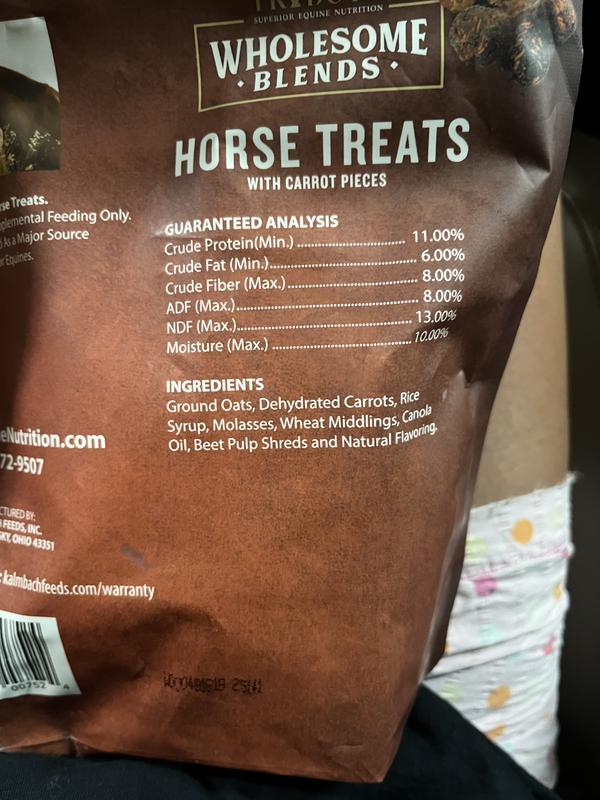 SUPERIOR EQUINE NUTRITION
WHOLESOME
• BLENDS •
HORSE TREATS
WITH CARROT PIECES
Treats.
Feeding Only.
As a Major Source
Equines.
GUARANTEED ANALYSIS
Crude Protein(Min.) 11.00%
Crude Fat (Min.) 6.00%
Crude Fiber (Max.) 8.00%
ADF (Max.) 8.00%
NDF (Max.) 13.00%
Moisture (Max.) 10.00%
INGREDIENTS
Ground Oats, Dehydrated Carrots, Rice
Syrup, Molasses, Wheat Middlings, Canola
Oil, Beet Pulp Shreds and Natural Flavoring.
eNutrition.com
72-9507
CTURED BY:
FEEDS, INC.
SKY, OHIO 43351
: kalmbachfeeds.com/warranty
00752 4